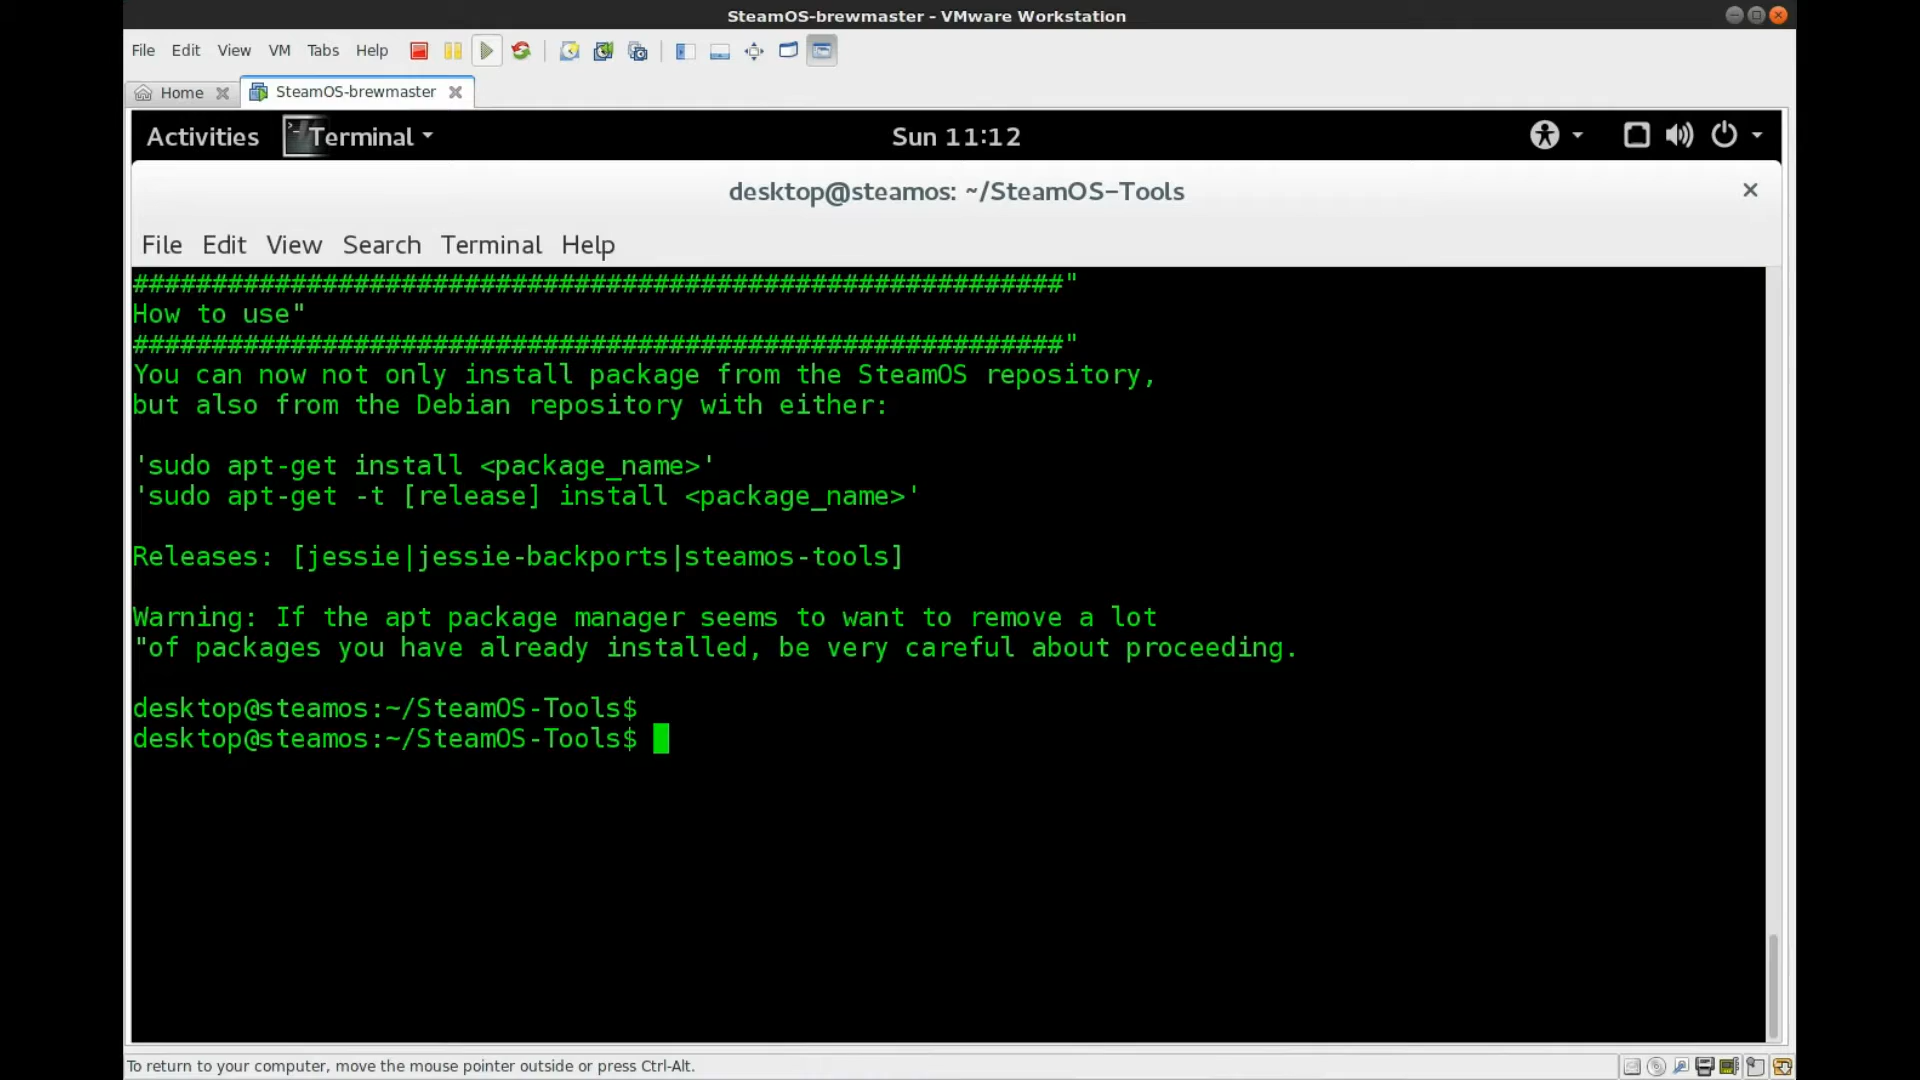 SteamOS-brewmaster - VMware Workstation
File Edit View VM Tabs Help
Home SteamOS-brewmaster
Activities Terminal Sun 11:12
desktop@steamos: ~/SteamOS-Tools
File Edit View Search Terminal Help
###########################################################"
How to use"
###########################################################"
You can now not only install package from the SteamOS repository,
but also from the Debian repository with either:
'sudo apt-get install <package_name>'
'sudo apt-get -t [release] install <package_name>'
Releases: [jessie|jessie-backports|steamos-tools]
Warning: If the apt package manager seems to want to remove a lot
"of packages you have already installed, be very careful about proceeding.
desktop@steamos:~/SteamOS-Tools$
desktop@steamos:~/SteamOS-Tools$
To return to your computer, move the mouse pointer outside or press Ctrl-Alt.